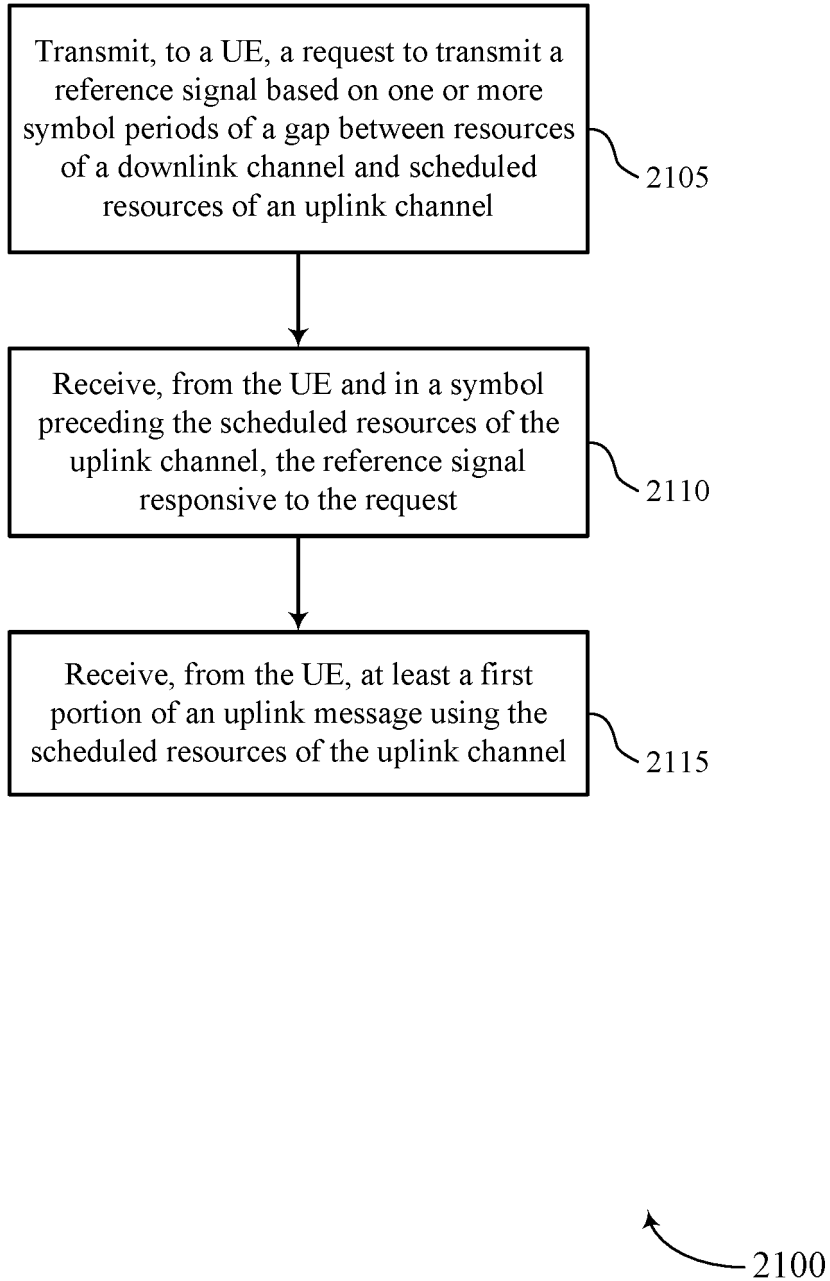 Transmit, to a UE, a request to transmit a
reference signal based on one or more
symbol periods of a gap between resources
of a downlink channel and scheduled
resources of an uplink channel
2105
Receive, from the UE and in a symbol
preceding the scheduled resources of the
uplink channel, the reference signal
responsive to the request
2110
Receive, from the UE, at least a first
portion of an uplink message using the
scheduled resources of the uplink channel
2115
2100